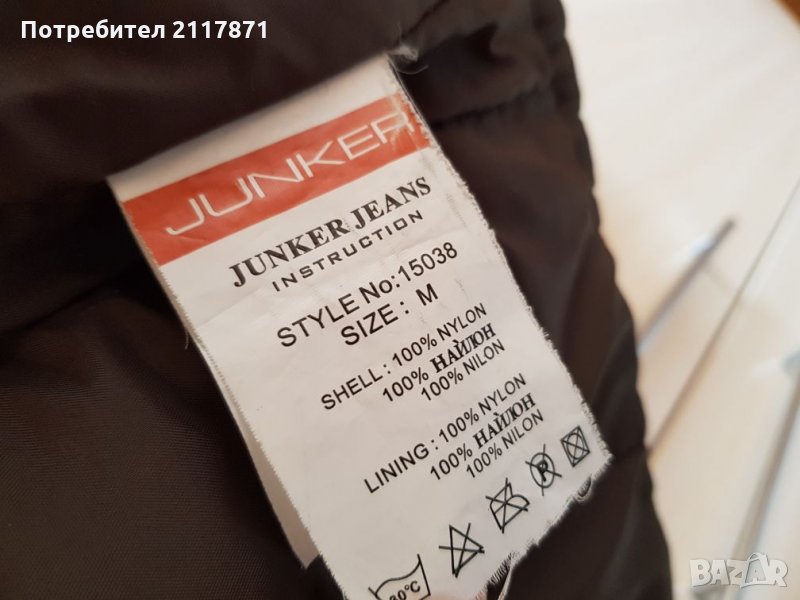 Потребител 2117871
JUNKER
JUNKER JEANS
INSTRUCTION
STYLE No:15038
SIZE : M
SHELL : 100% NYLON
100% НАЙЛОН
100% NILON
LINING : 100% NYLON
100% НАЙЛОН
100% NILON
30°C
P
BAZAR